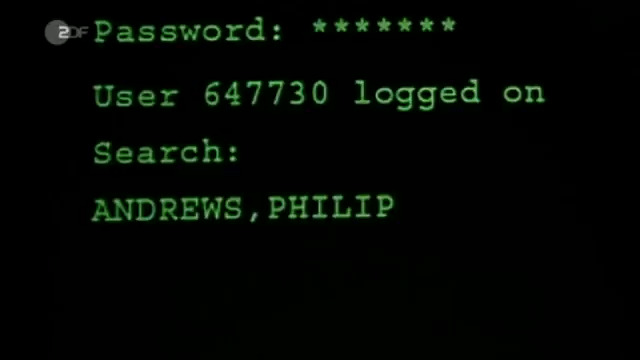 ZDF
Password: *******
User 647730 logged on
Search:
ANDREWS,PHILIP